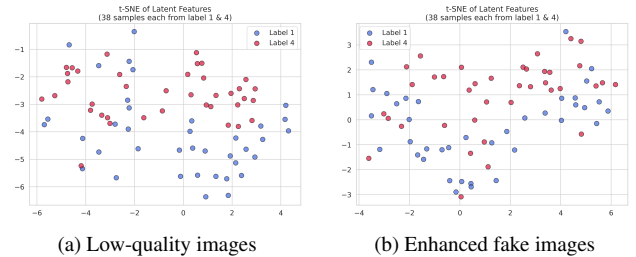 t-SNE of Latent Features
(38 samples each from label 1 & 4)
Label 1
Label 4
−1
−2
−3
−4
−5
−6
−6
−4
−2
0
2
4
(a) Low-quality images
t-SNE of Latent Features
(38 samples each from label 1 & 4)
Label 1
Label 4
3
2
1
0
−1
−2
−3
−4
−2
0
2
4
6
(b) Enhanced fake images